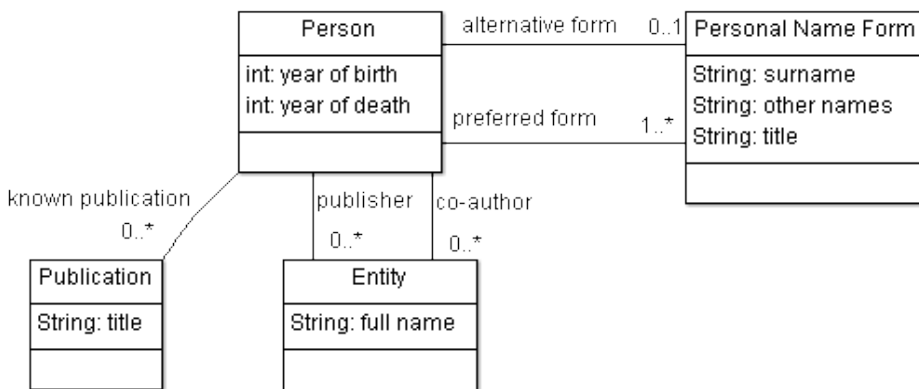 Person
int: year of birth
int: year of death
alternative form 0..1
preferred form 1..*
Personal Name Form
String: surname
String: other names
String: title
known publication
0..*
publisher
0..*
co-author
0..*
Publication
String: title
Entity
String: full name